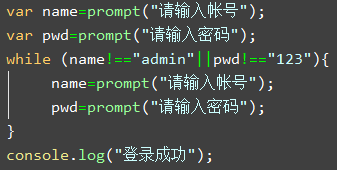 var name=prompt("请输入帐号");
var pwd=prompt("请输入密码");
while (name!=="admin"||pwd!=="123"){
name=prompt("请输入帐号");
pwd=prompt("请输入密码");
}
console.log("登录成功");